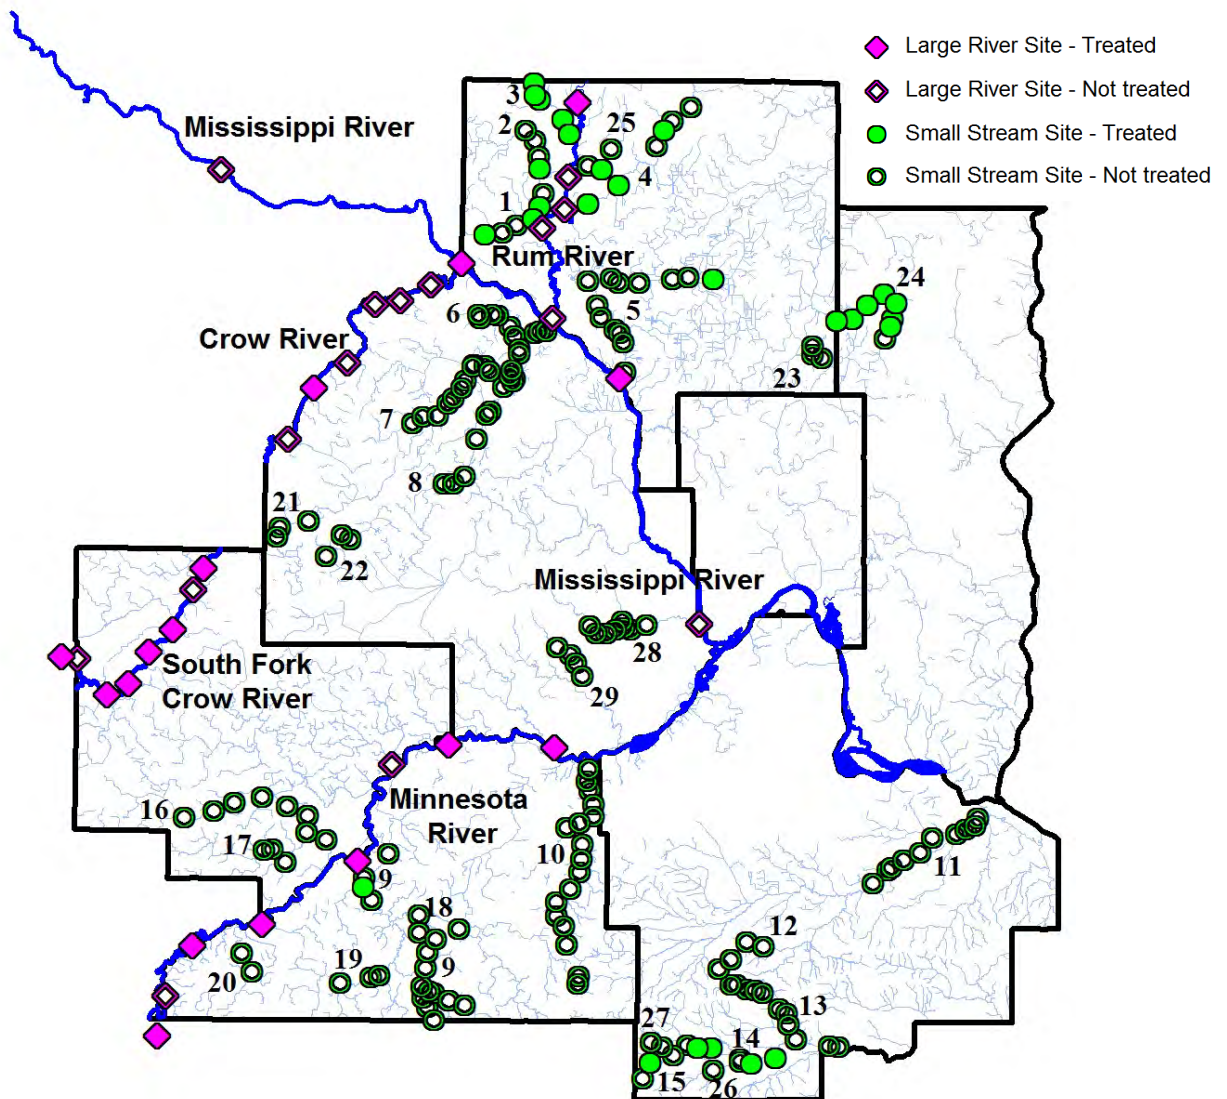 Large River Site - Treated
Large River Site - Not treated
Small Stream Site - Treated
Small Stream Site - Not treated
Mississippi River
3
2
25
4
1
Rum River
24
6
5
Crow River
23
7
8
21
22
Mississippi River
28
South Fork
Crow River
29
Minnesota
River
16
17
10
11
9
18
12
20
19
9
13
27
14
15
26